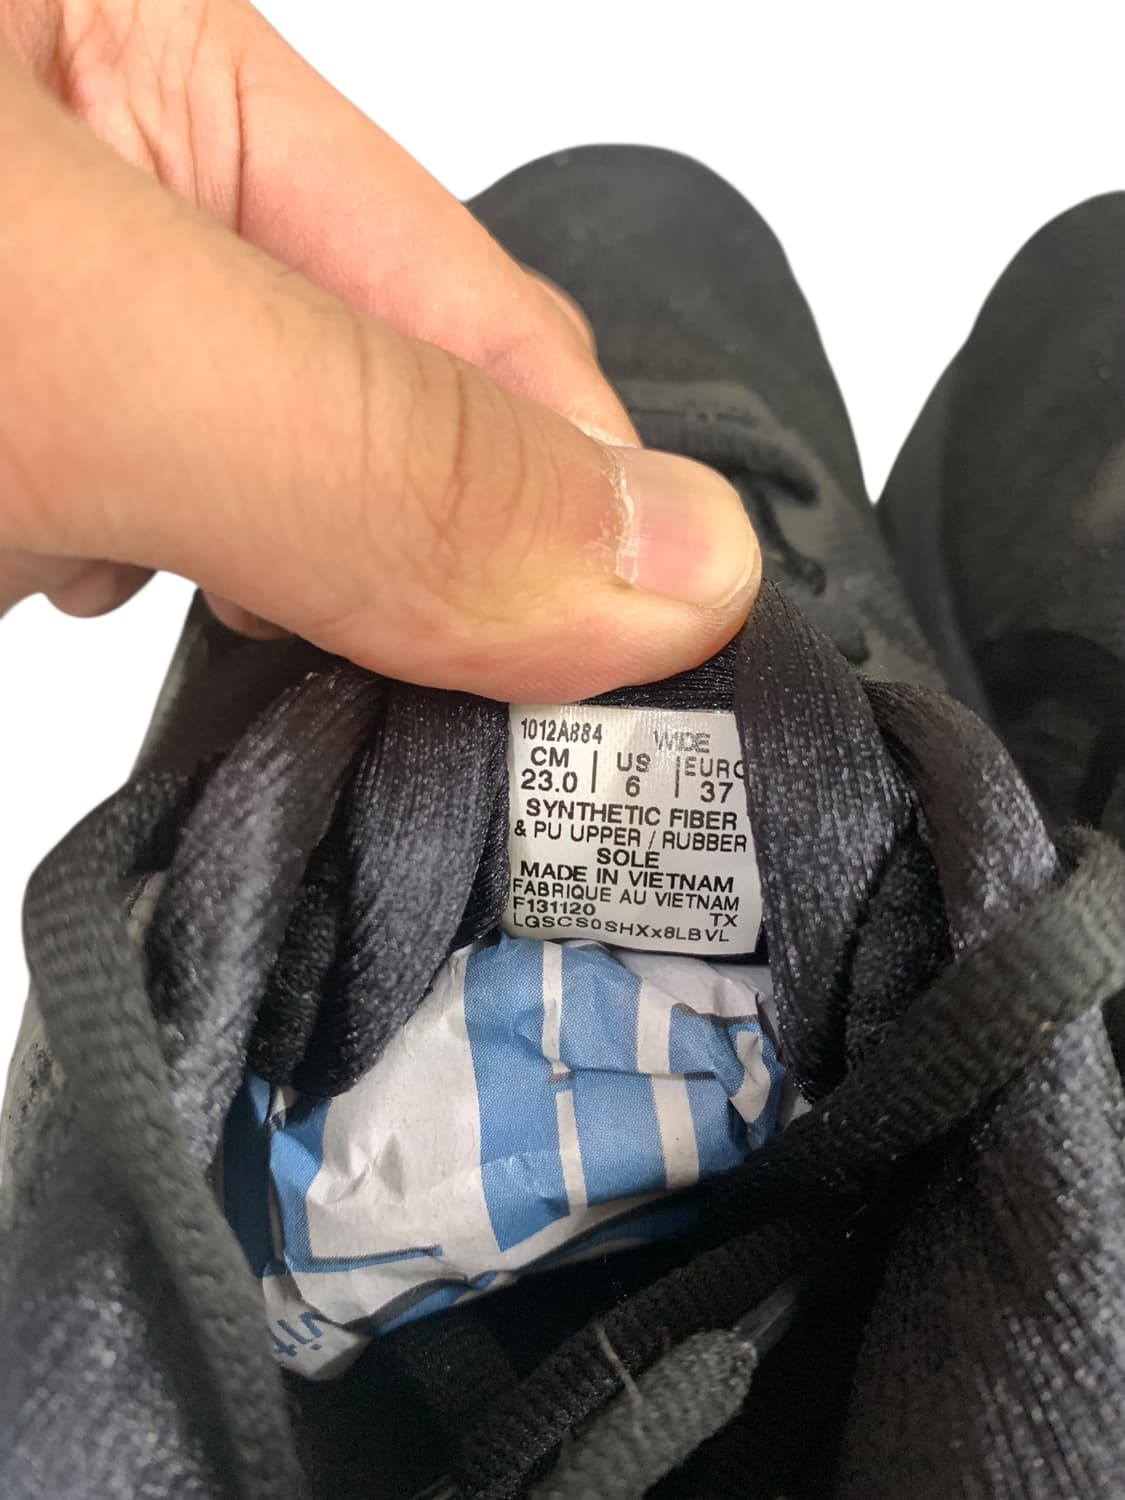 1012A884 WIDE
CM | US | EURO
23.0 | 6 | 37
SYNTHETIC FIBER
& PU UPPER / RUBBER
SOLE
MADE IN VIETNAM
FABRIQUE AU VIETNAM
F131120 TX
LGSCS0SHXx8LBVL